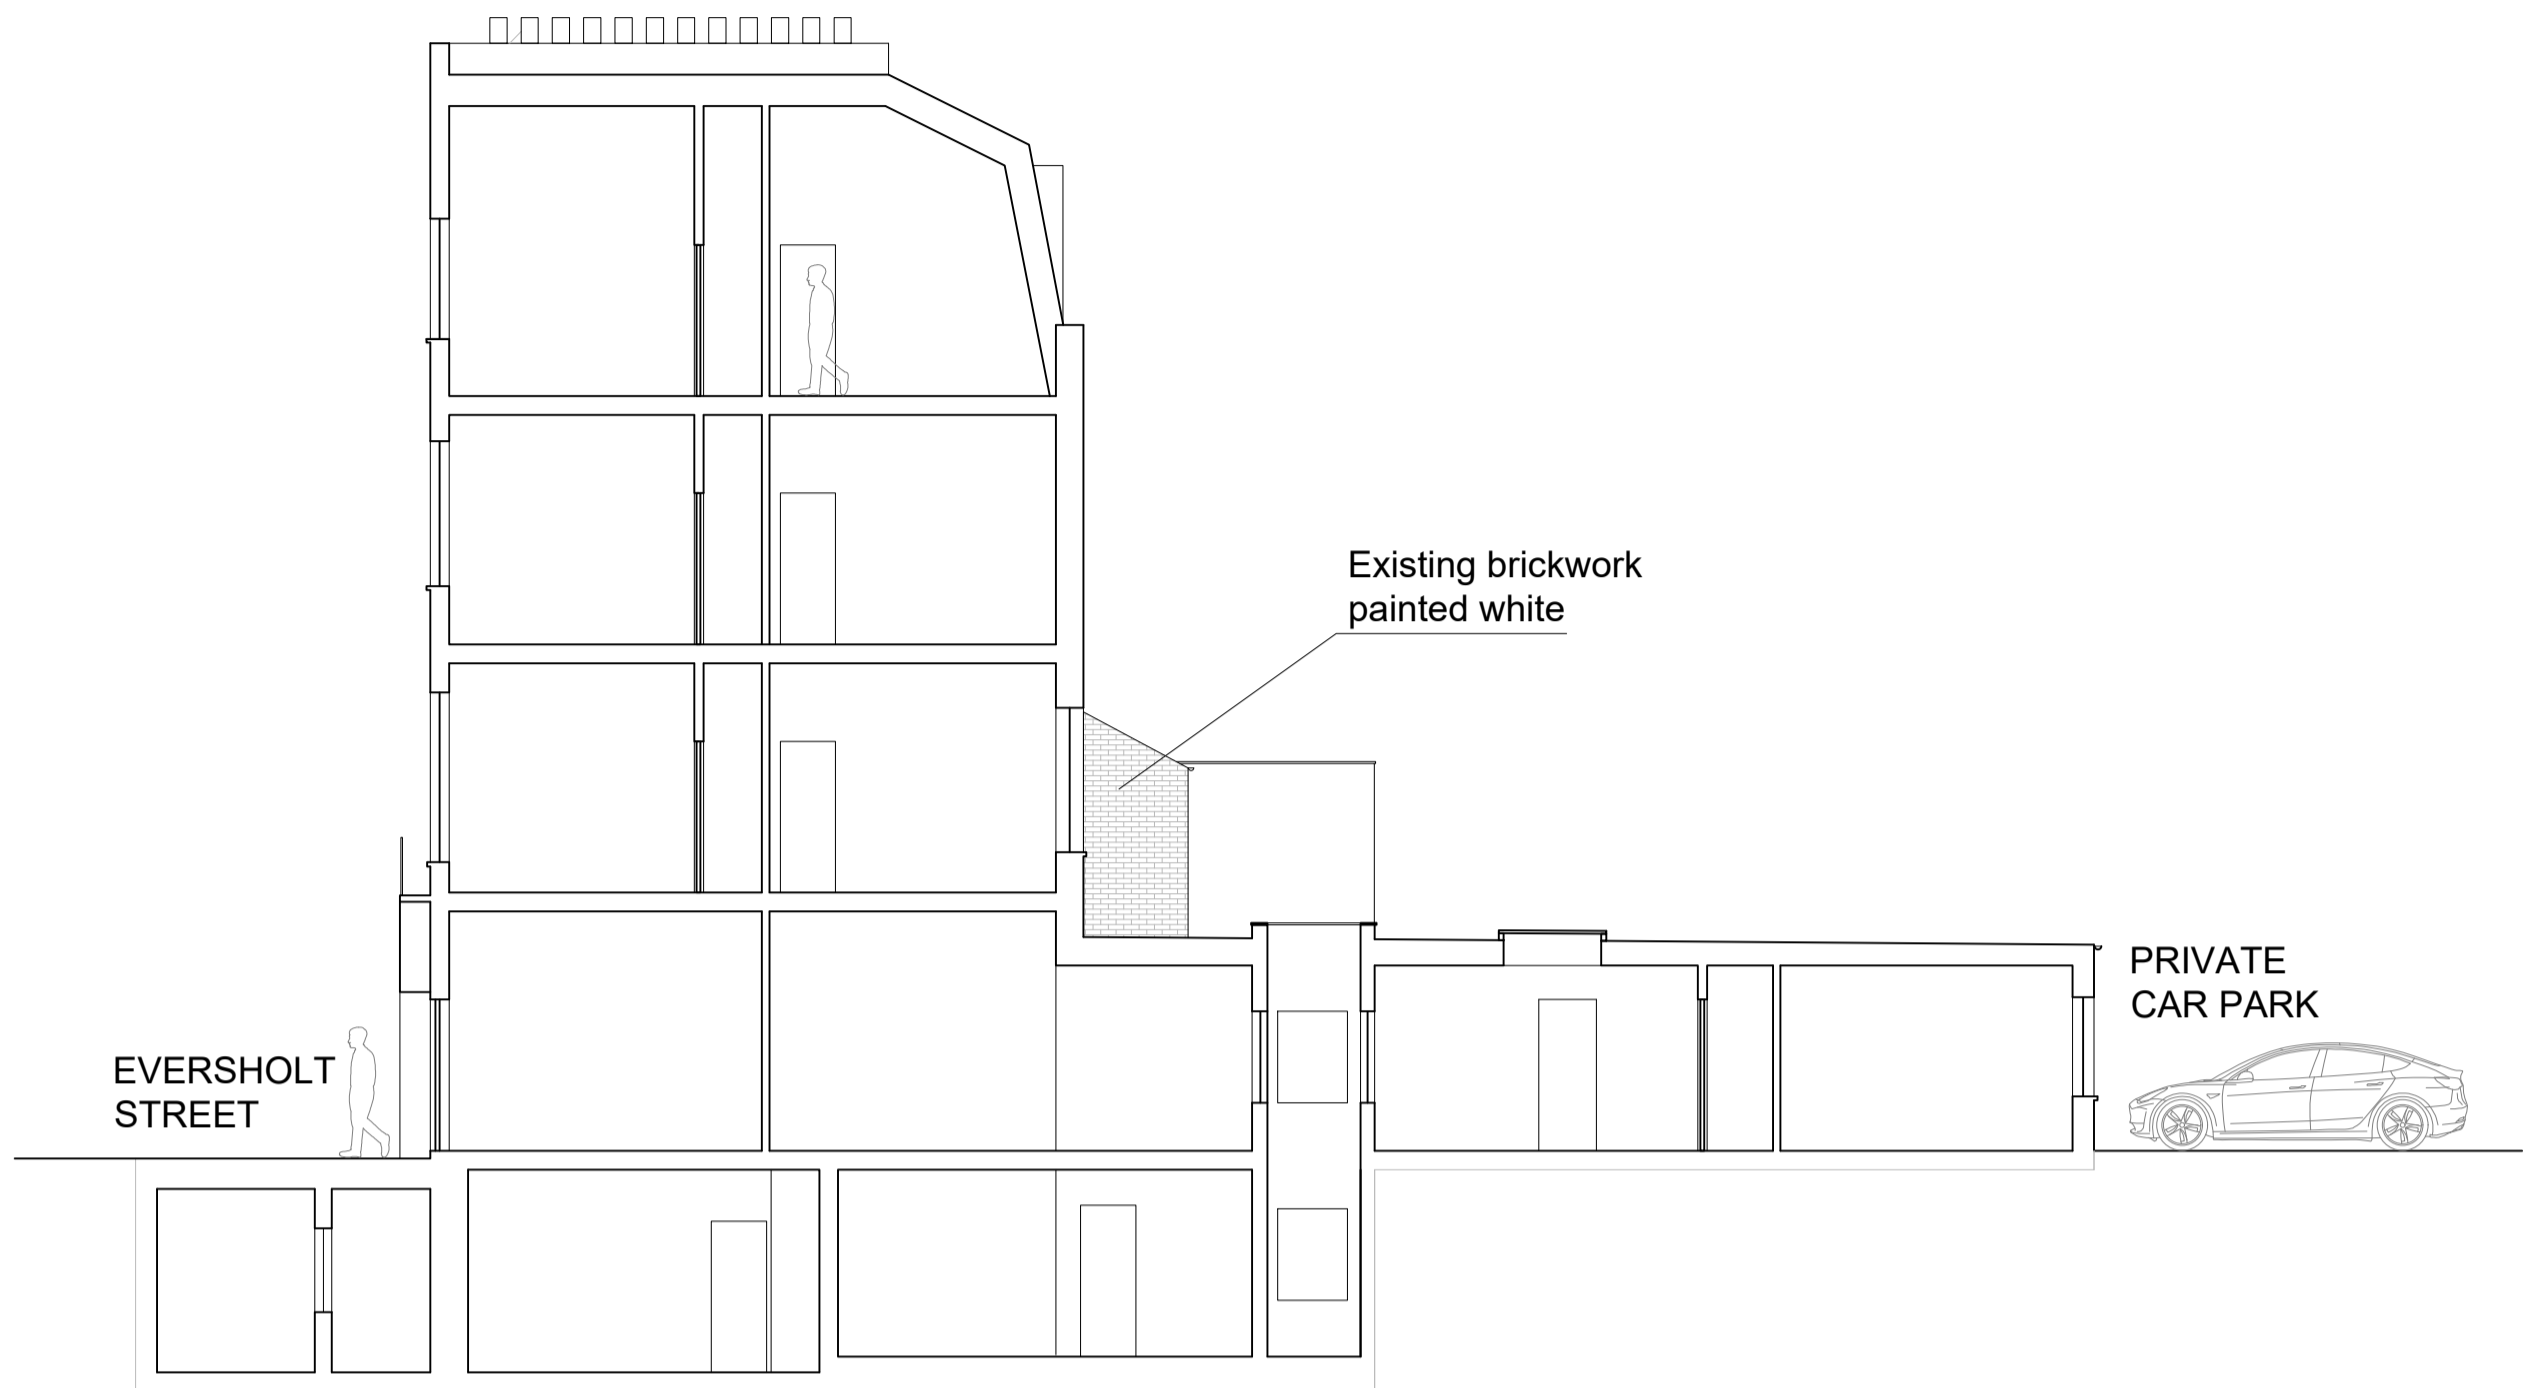 Existing brickwork
painted white
PRIVATE
CAR PARK
EVERSHOLT
STREET